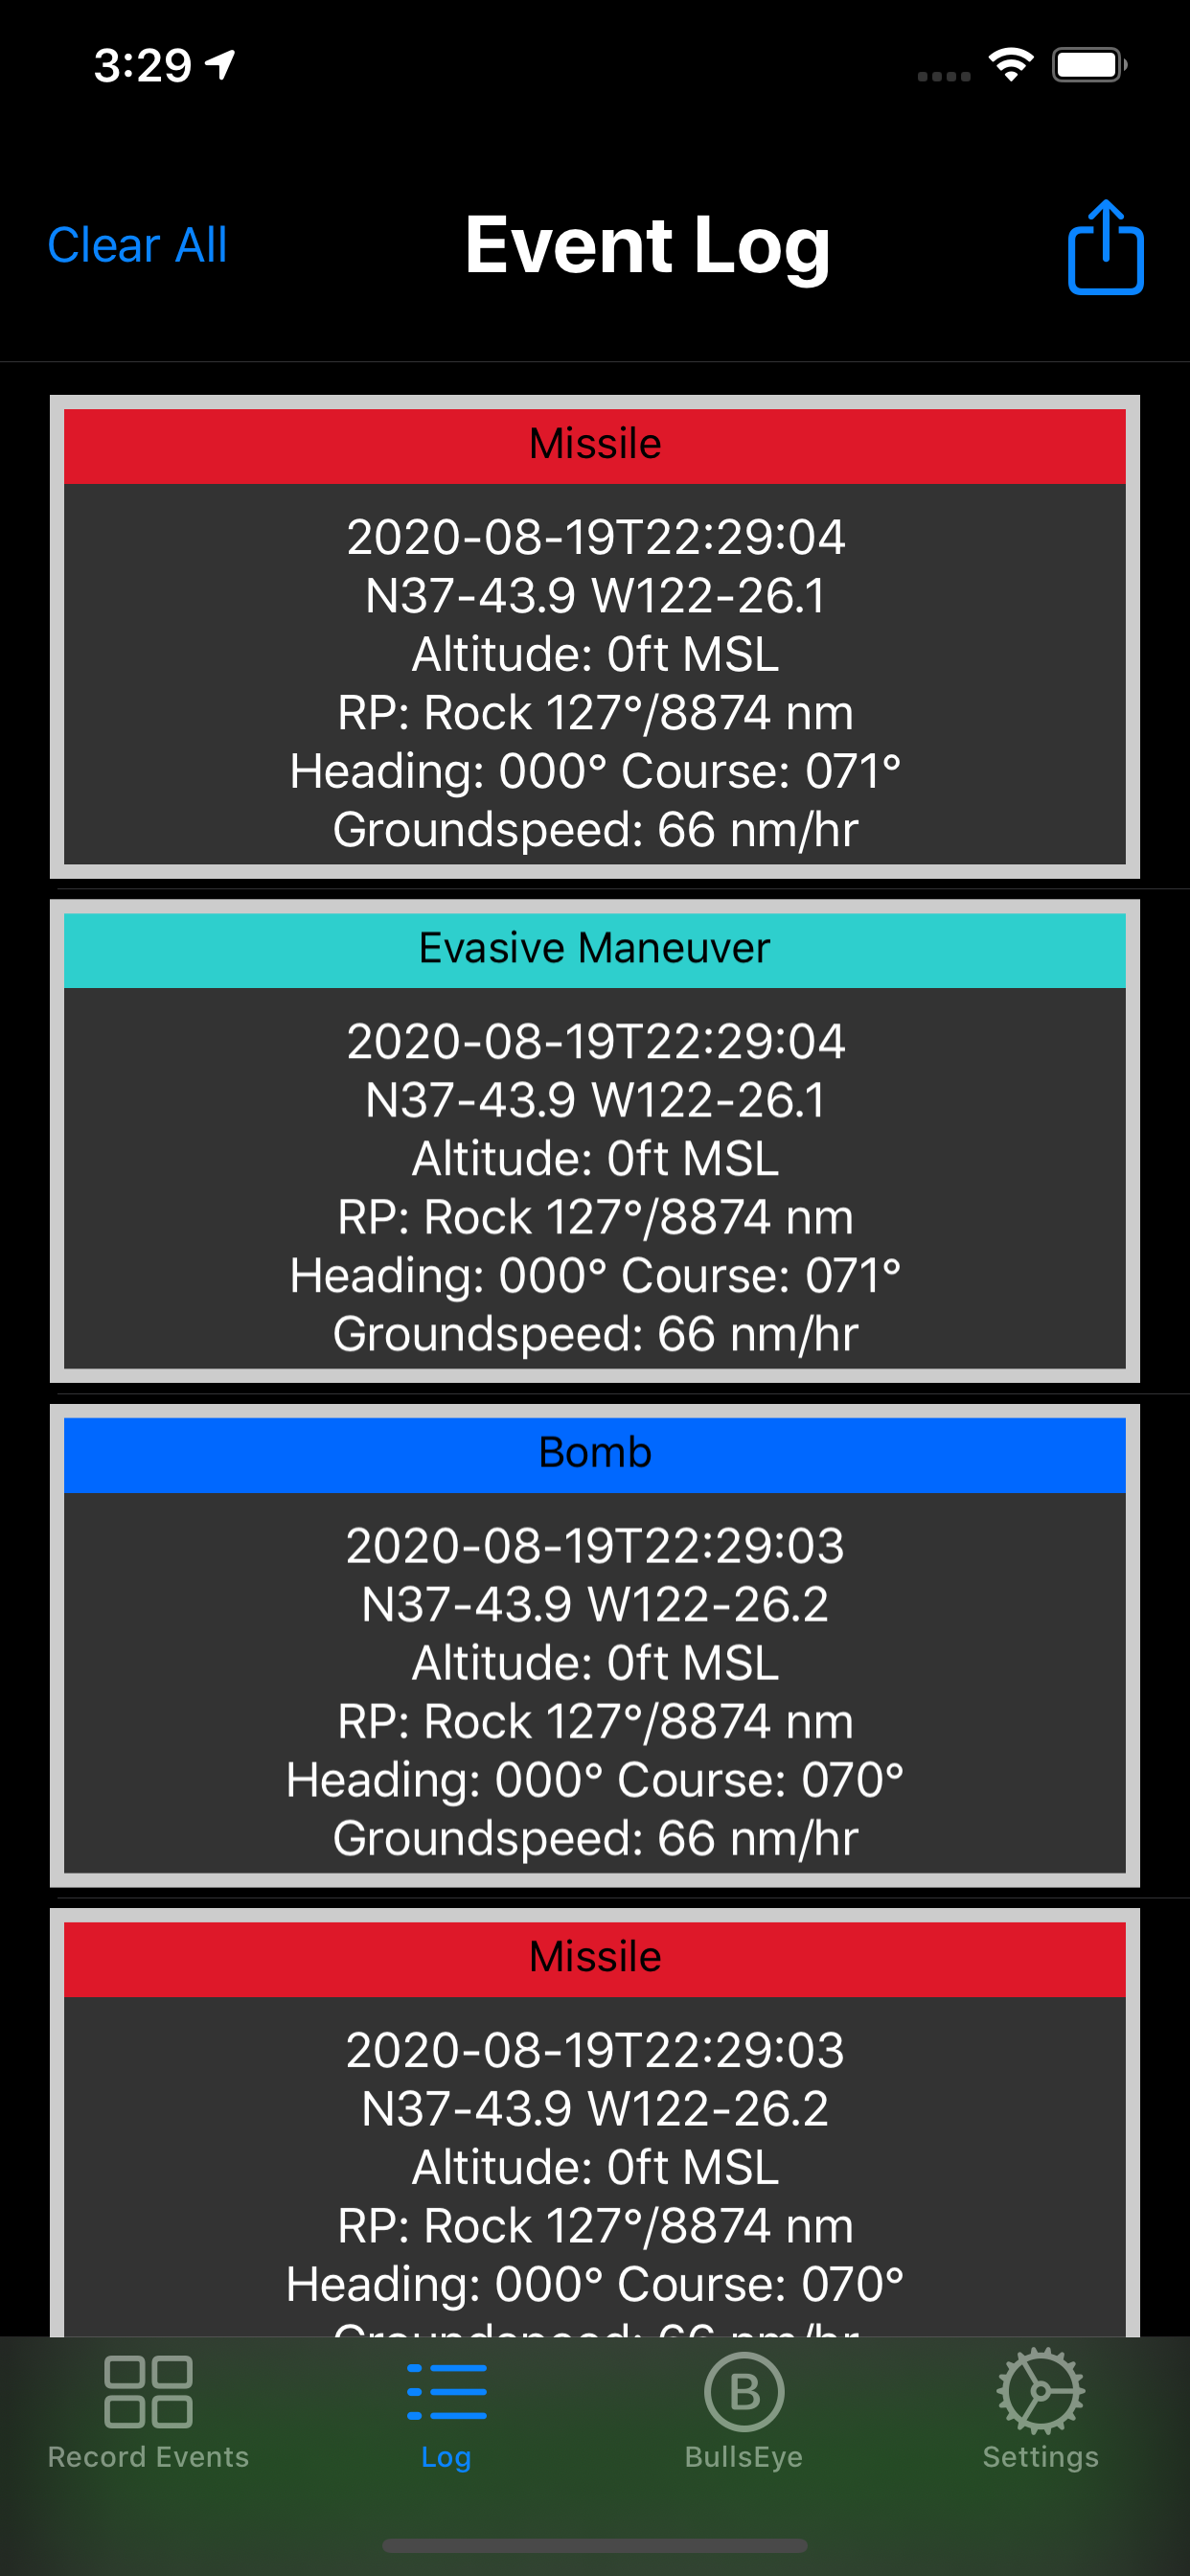 3:29
Clear All
Event Log
Missile
2020-08-19T22:29:04
N37-43.9 W122-26.1
Altitude: 0ft MSL
RP: Rock 127°/8874 nm
Heading: 000° Course: 071°
Groundspeed: 66 nm/hr
Evasive Maneuver
2020-08-19T22:29:04
N37-43.9 W122-26.1
Altitude: 0ft MSL
RP: Rock 127°/8874 nm
Heading: 000° Course: 071°
Groundspeed: 66 nm/hr
Bomb
2020-08-19T22:29:03
N37-43.9 W122-26.2
Altitude: 0ft MSL
RP: Rock 127°/8874 nm
Heading: 000° Course: 070°
Groundspeed: 66 nm/hr
Missile
2020-08-19T22:29:03
N37-43.9 W122-26.2
Altitude: 0ft MSL
RP: Rock 127°/8874 nm
Heading: 000° Course: 070°
Groundspeed: 66 nm/hr
B
Record Events
Log
BullsEye
Settings